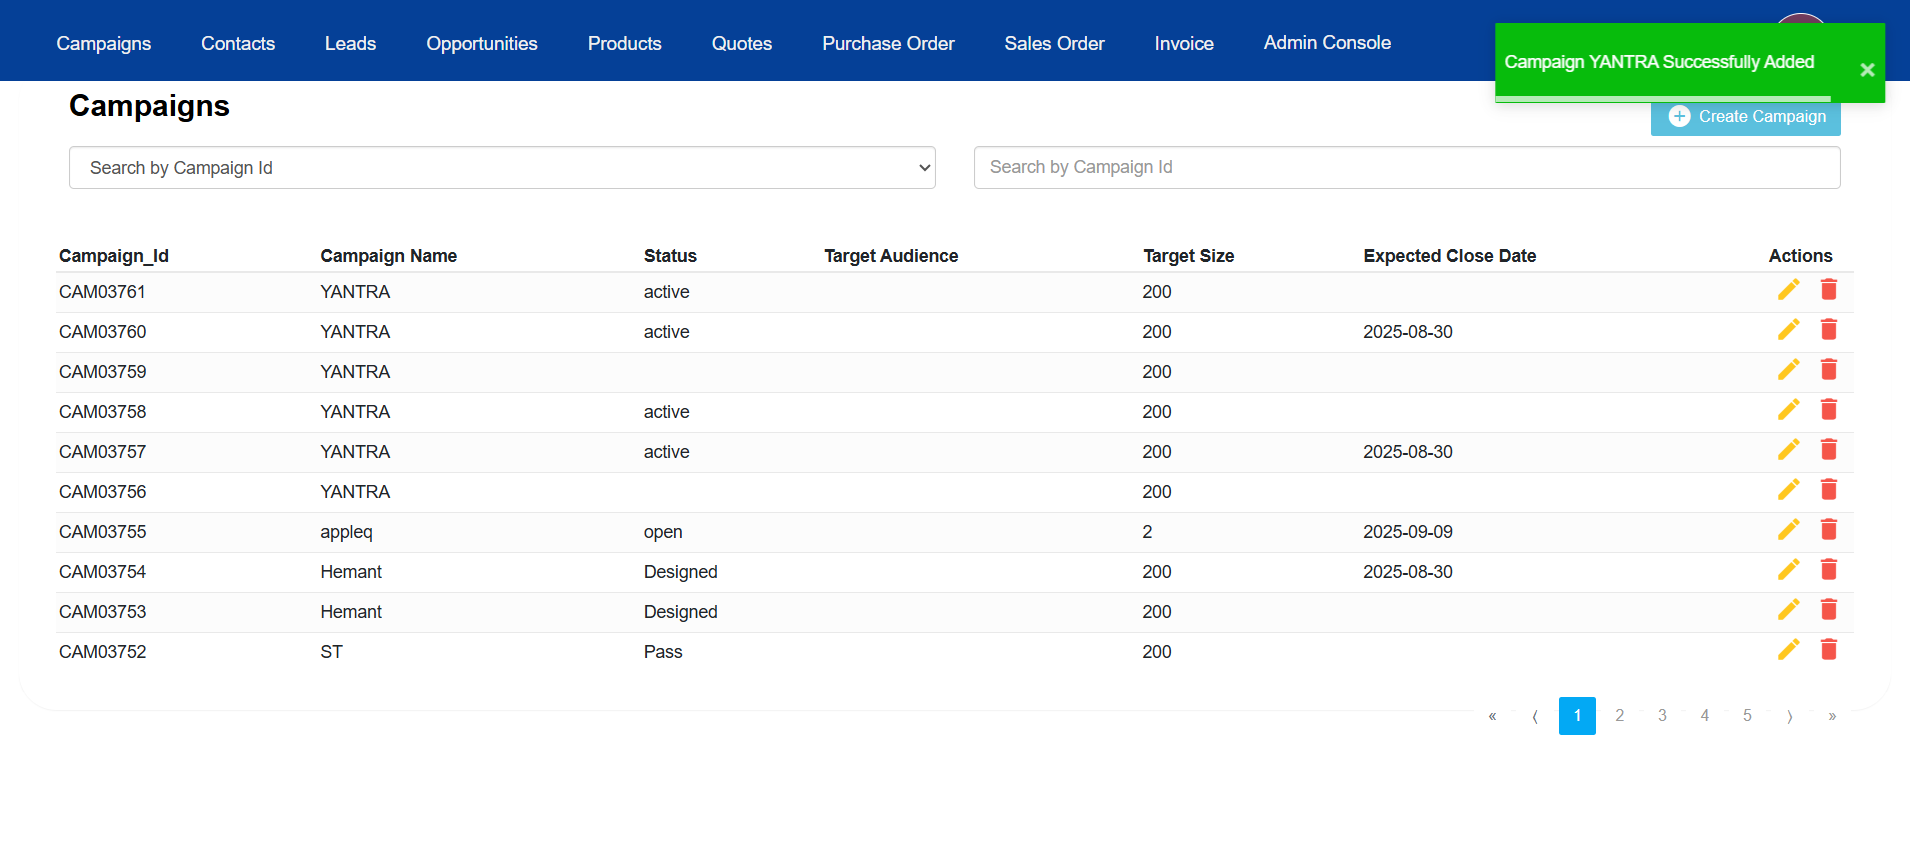 Campaigns Contacts Leads Opportunities Products Quotes Purchase Order Sales Order Invoice Admin Console
Campaign YANTRA Successfully Added ×
Campaigns
Create Campaign
Search by Campaign Id
Search by Campaign Id
Campaign_Id Campaign Name Status Target Audience Target Size Expected Close Date Actions
CAM03761 YANTRA active 200
CAM03760 YANTRA active 200 2025-08-30
CAM03759 YANTRA 200
CAM03758 YANTRA active 200
CAM03757 YANTRA active 200 2025-08-30
CAM03756 YANTRA 200
CAM03755 appleq open 2 2025-09-09
CAM03754 Hemant Designed 200 2025-08-30
CAM03753 Hemant Designed 200
CAM03752 ST Pass 200
« ⟨ 1 2 3 4 5 ⟩ »